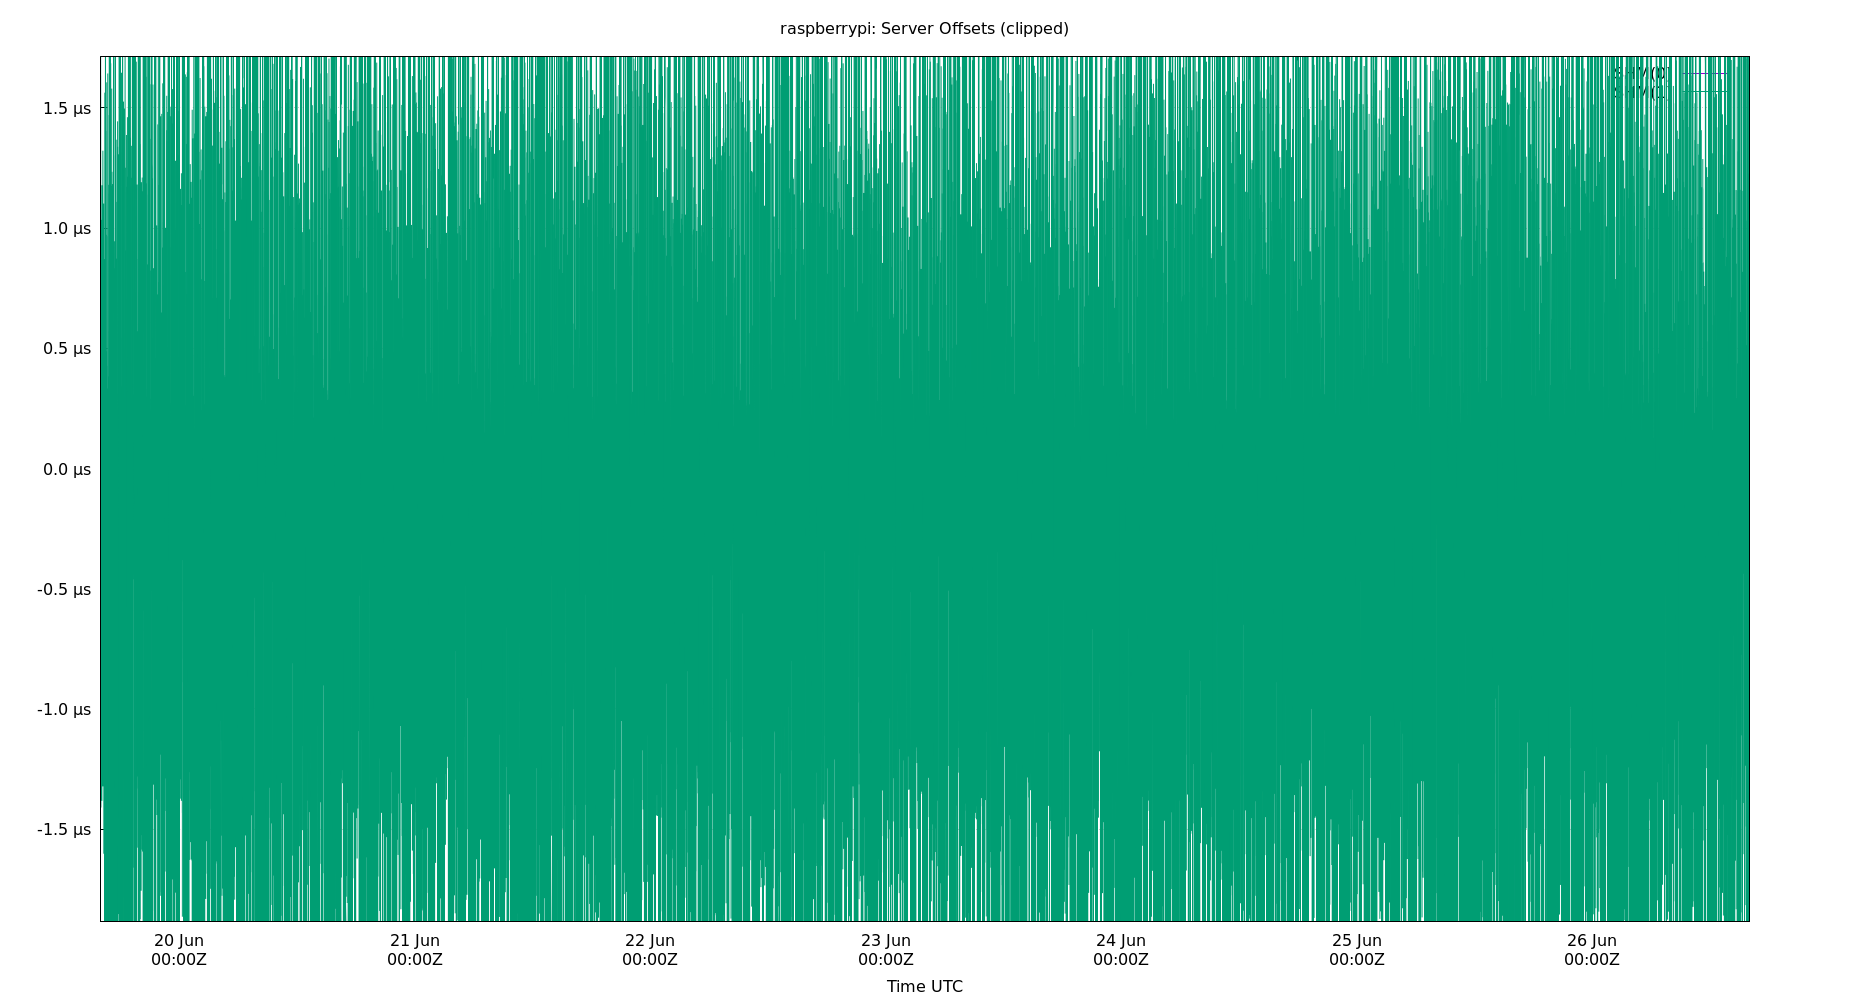 raspberrypi: Server Offsets (clipped)
1.5 µs
1.0 µs
0.5 µs
0.0 µs
-0.5 µs
-1.0 µs
-1.5 µs
20 Jun 21 Jun 22 Jun 23 Jun 24 Jun 25 Jun 26 Jun
00:00Z 00:00Z 00:00Z 00:00Z 00:00Z 00:00Z 00:00Z
Time UTC